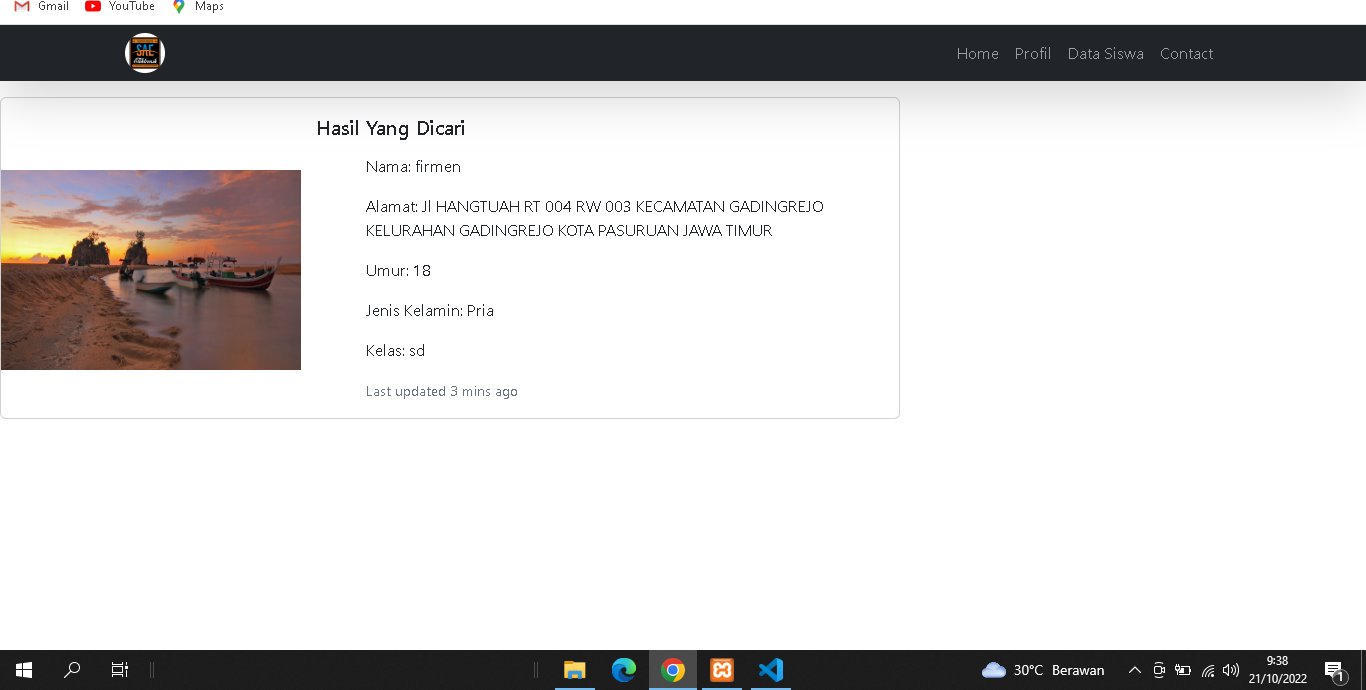 Gmail YouTube Maps
SAE
Home Profil Data Siswa Contact
Hasil Yang Dicari
Nama: firmen
Alamat: Jl HANGTUAH RT 004 RW 003 KECAMATAN GADINGREJO
KELURAHAN GADINGREJO KOTA PASURUAN JAWA TIMUR
Umur: 18
Jenis Kelamin: Pria
Kelas: sd
Last updated 3 mins ago
30°C Berawan
9:38
21/10/2022
1